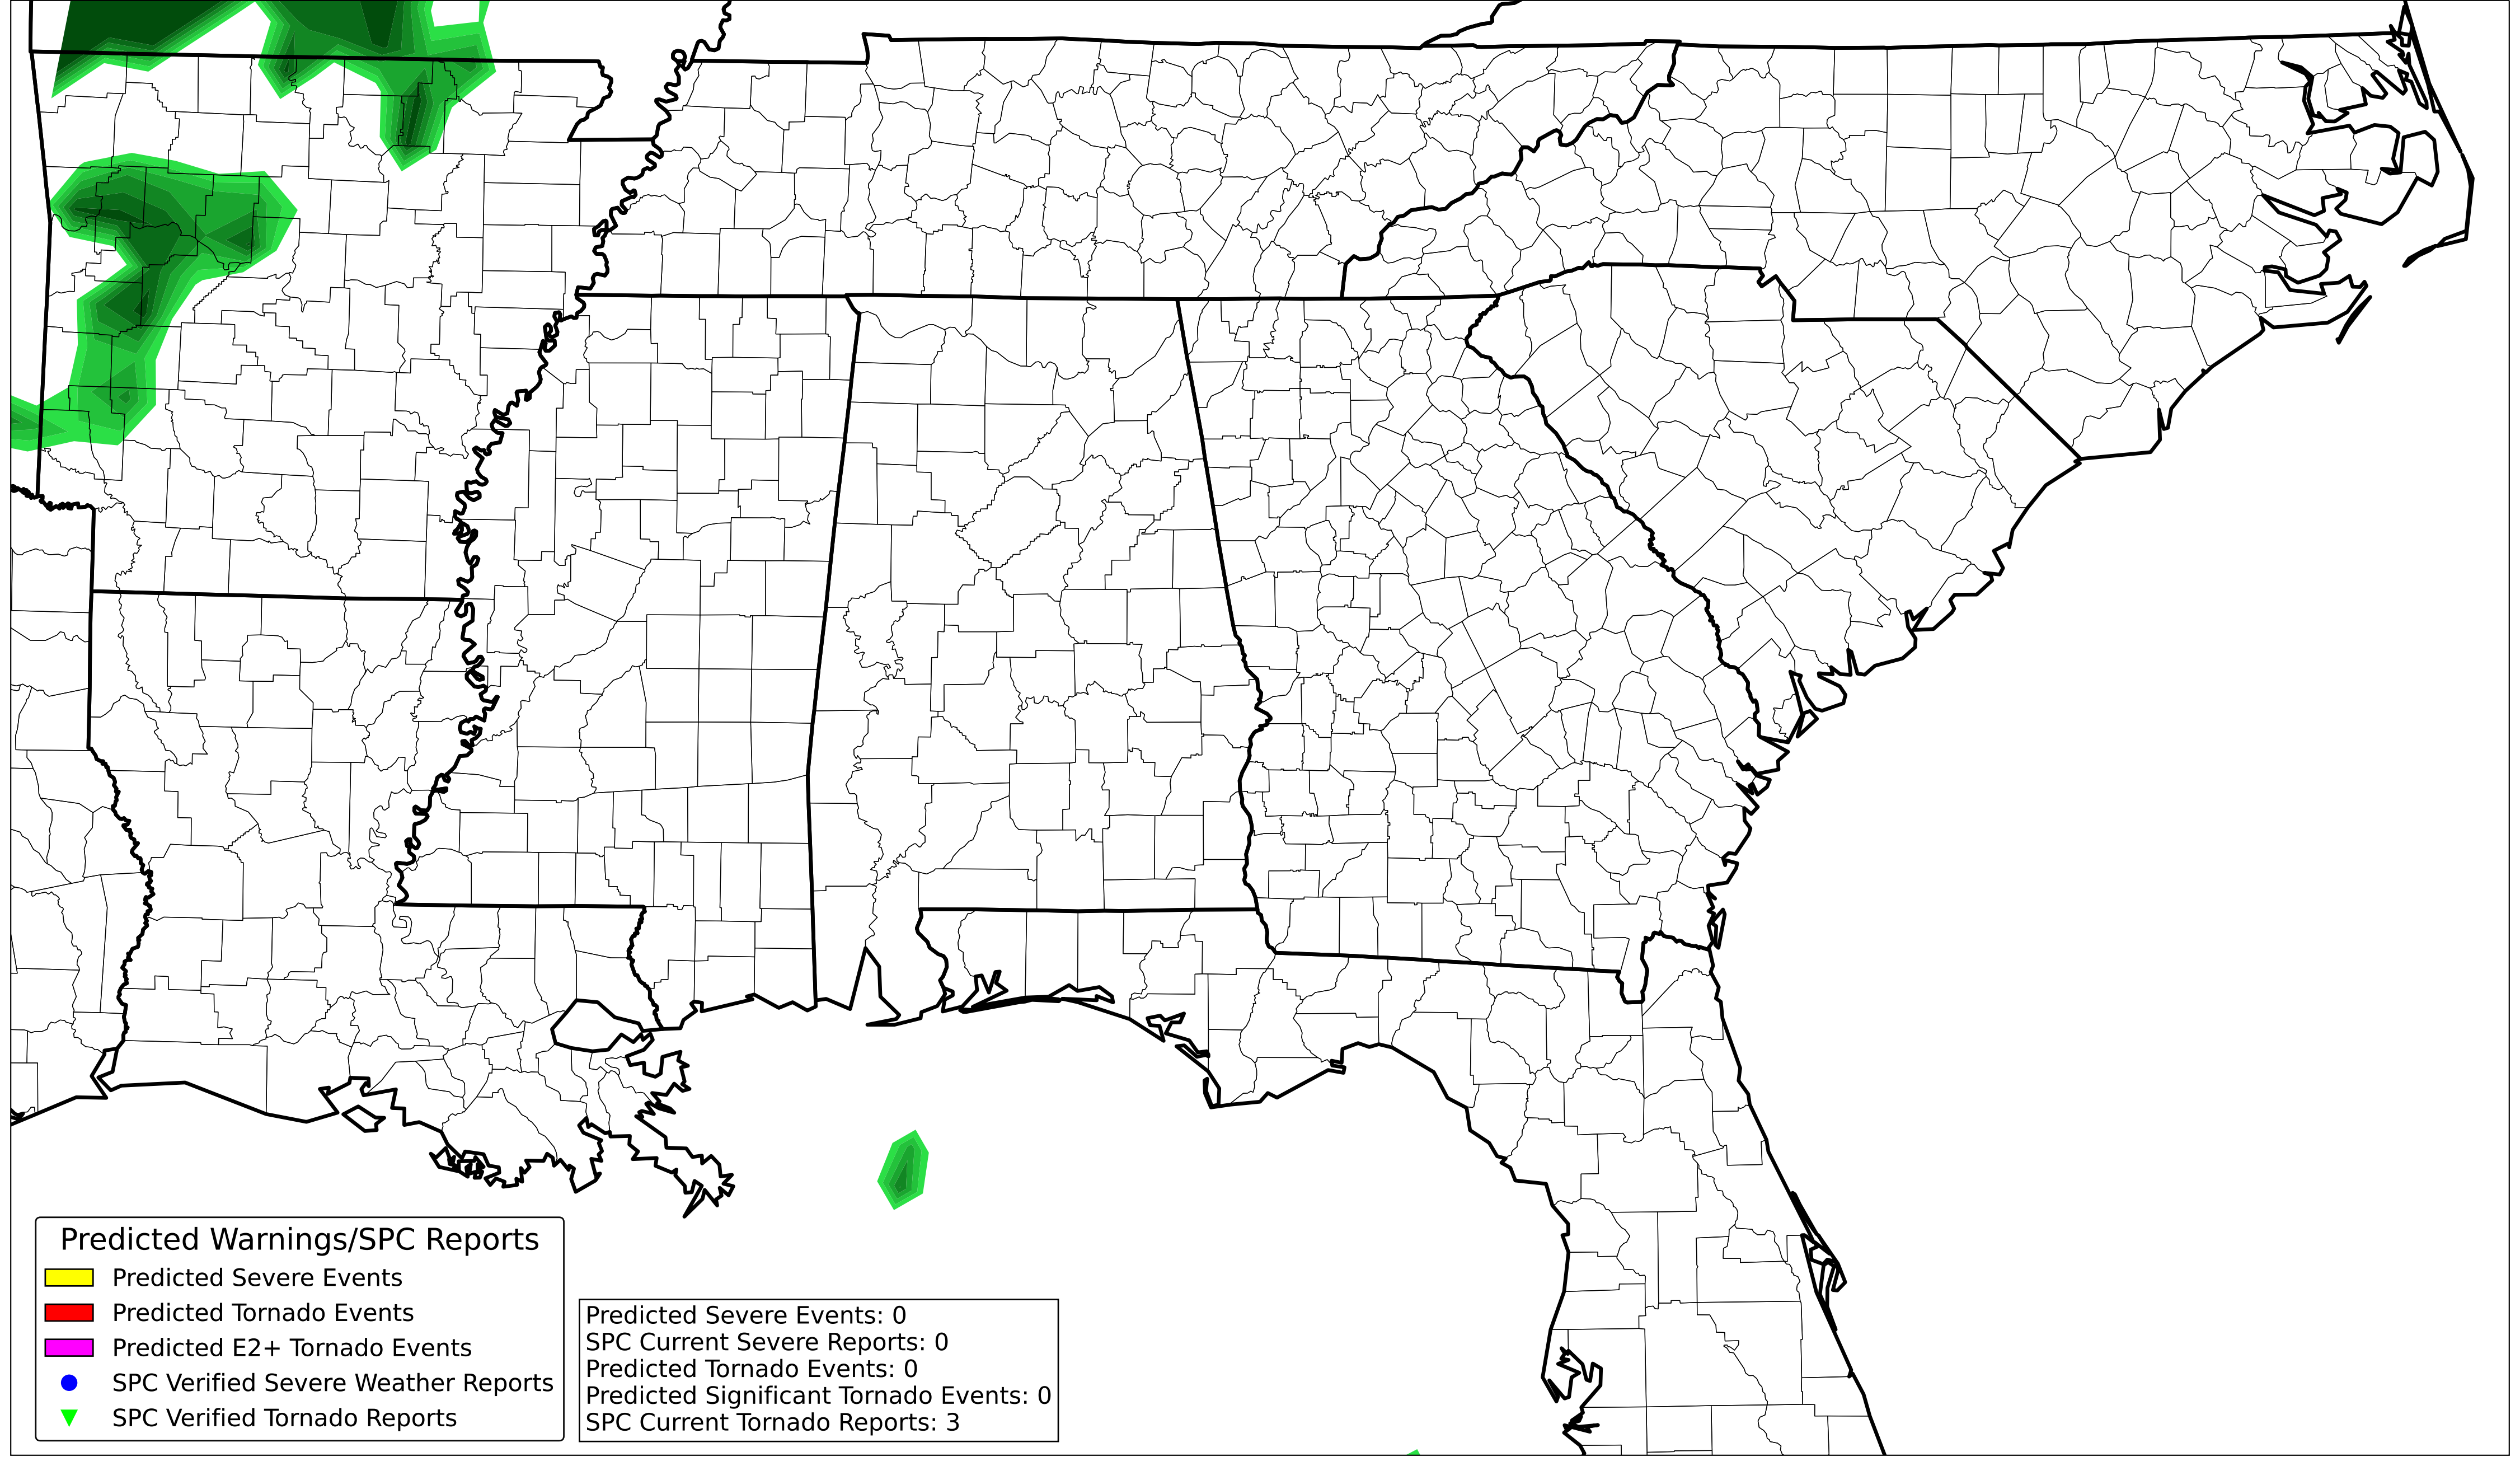 Predicted Warnings/SPC Reports
Predicted Severe Events
Predicted Tornado Events
Predicted E2+ Tornado Events
SPC Verified Severe Weather Reports
SPC Verified Tornado Reports
Predicted Severe Events: 0
SPC Current Severe Reports: 0
Predicted Tornado Events: 0
Predicted Significant Tornado Events: 0
SPC Current Tornado Reports: 3